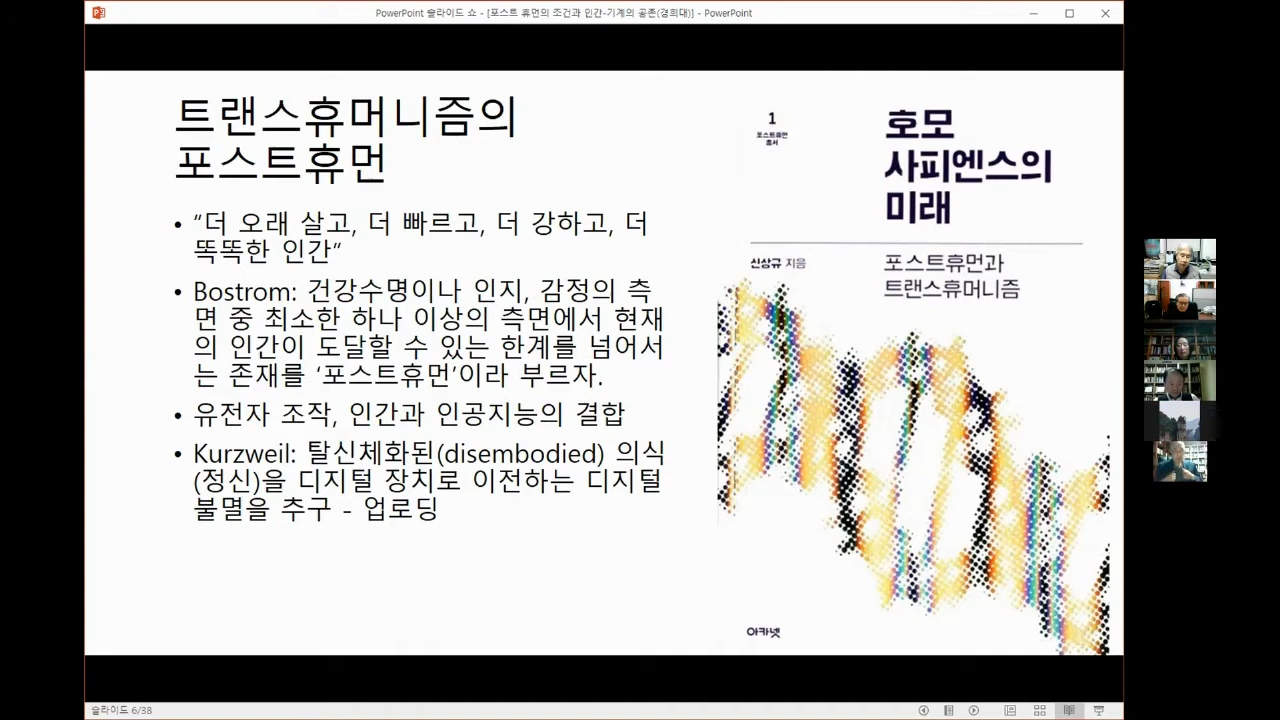 PowerPoint 슬라이드 쇼 - [포스트 휴먼의 조건과 인간-기계의 공존(경희대)] - PowerPoint
트랜스휴머니즘의
포스트휴먼
• “더 오래 살고, 더 빠르고, 더 강하고, 더
똑똑한 인간“
• Bostrom: 건강수명이나 인지, 감정의 측
면 중 최소한 하나 이상의 측면에서 현재
의 인간이 도달할 수 있는 한계를 넘어서
는 존재를 ‘포스트휴먼’이라 부르자.
• 유전자 조작, 인간과 인공지능의 결합
• Kurzweil: 탈신체화된(disembodied) 의식
(정신)을 디지털 장치로 이전하는 디지털
불멸을 추구 - 업로딩
1
포스트휴먼
총서
호모
사피엔스의
미래
신상규 지음
포스트휴먼과
트랜스휴머니즘
아카넷
슬라이드 6/38